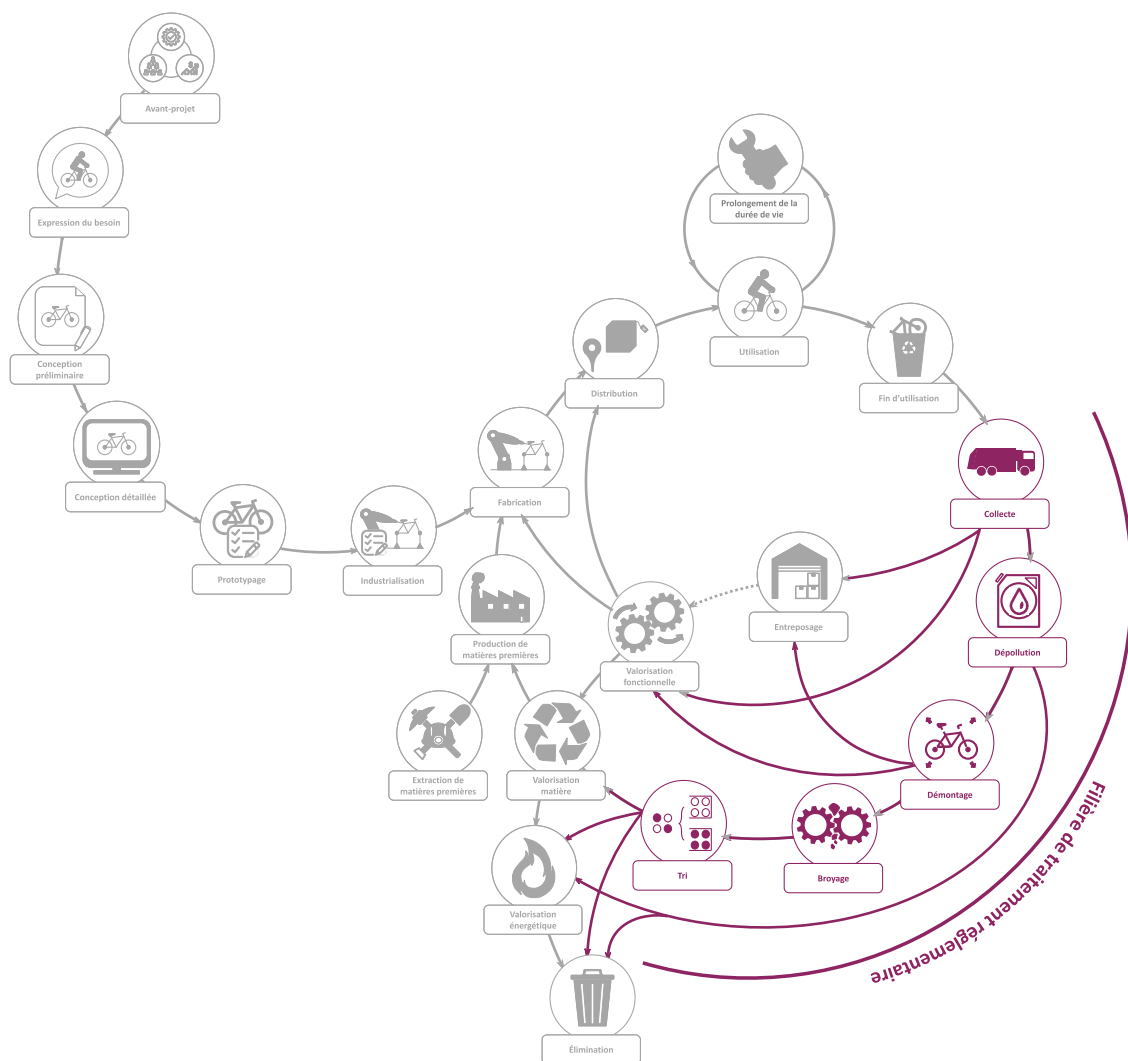 Avant-projet
Expression du besoin
Conception
préliminaire
Conception détaillée
Prototypage
Industrialisation
Fabrication
Distribution
Prolongement de la
durée de vie
Utilisation
Fin d'utilisation
Collecte
Dépollution
Entreposage
Valorisation
fonctionnelle
Production de
matières premières
Extraction de
matières premières
Valorisation
matière
Démontage
Broyage
Tri
Valorisation
énergétique
Élimination
Filière de traitement réglementaire